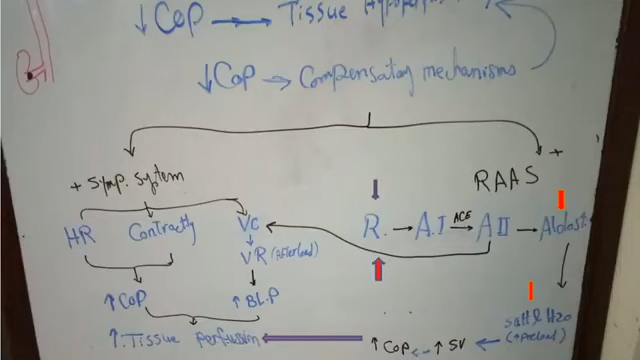 ↓ COP → Tissue
↓ COP → Compensatory mechanisms
+ Symp. system
RAAS +
HR Contractly VC R. → A.I ACE → A II → Aldost.
VR (Afterload)
↑ COP ↑ BL.P
salt & H2O
(↑ Preload)
↑ Tissue perfusion ↑ COP ← ↑ SV